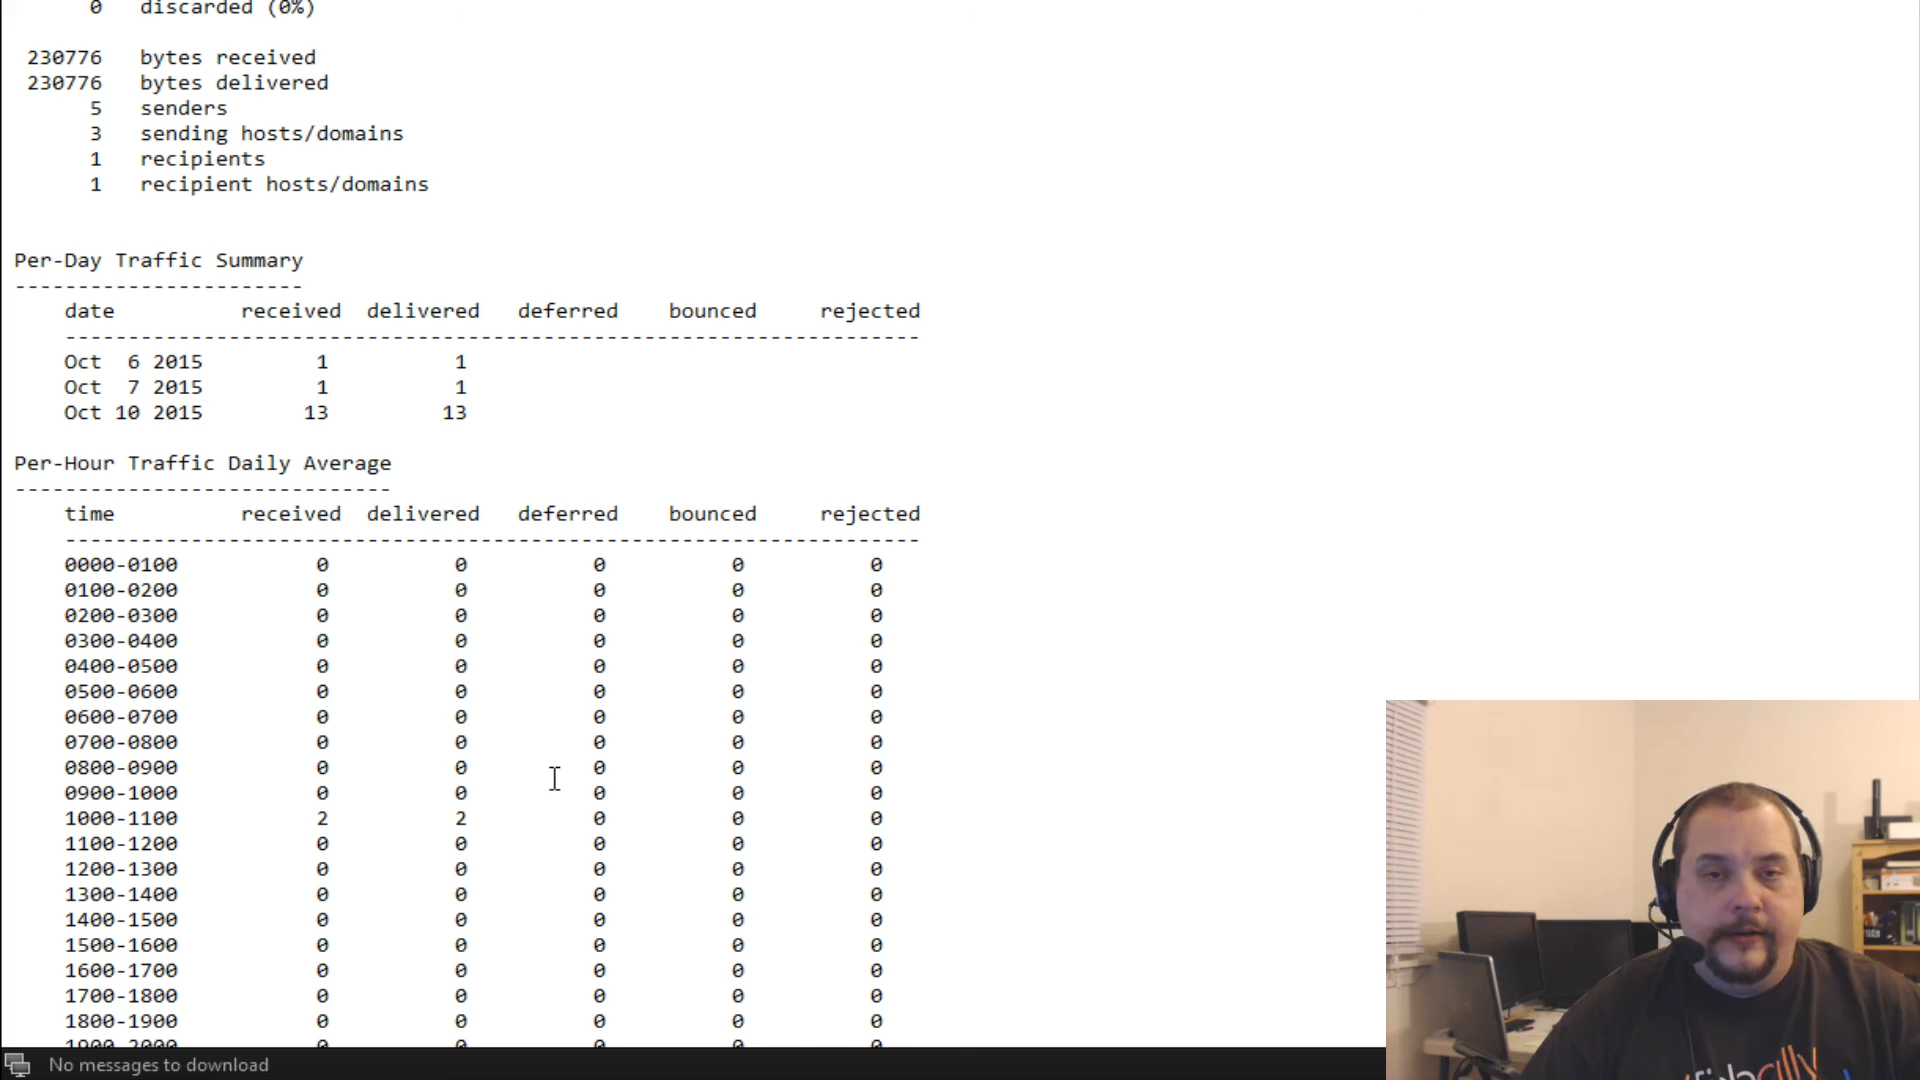 0 discarded (0%)
230776 bytes received
230776 bytes delivered
5 senders
3 sending hosts/domains
1 recipients
1 recipient hosts/domains
Per-Day Traffic Summary
-----------------------
date received delivered deferred bounced rejected
--------------------------------------------------------------------
Oct 6 2015 1 1
Oct 7 2015 1 1
Oct 10 2015 13 13
Per-Hour Traffic Daily Average
------------------------------
time received delivered deferred bounced rejected
--------------------------------------------------------------------
0000-0100 0 0 0 0 0
0100-0200 0 0 0 0 0
0200-0300 0 0 0 0 0
0300-0400 0 0 0 0 0
0400-0500 0 0 0 0 0
0500-0600 0 0 0 0 0
0600-0700 0 0 0 0 0
0700-0800 0 0 0 0 0
0800-0900 0 0 0 0 0
0900-1000 0 0 0 0 0
1000-1100 2 2 0 0 0
1100-1200 0 0 0 0 0
1200-1300 0 0 0 0 0
1300-1400 0 0 0 0 0
1400-1500 0 0 0 0 0
1500-1600 0 0 0 0 0
1600-1700 0 0 0 0 0
1700-1800 0 0 0 0 0
1800-1900 0 0 0 0 0
1900-2000 0 0 0 0 0
No messages to download